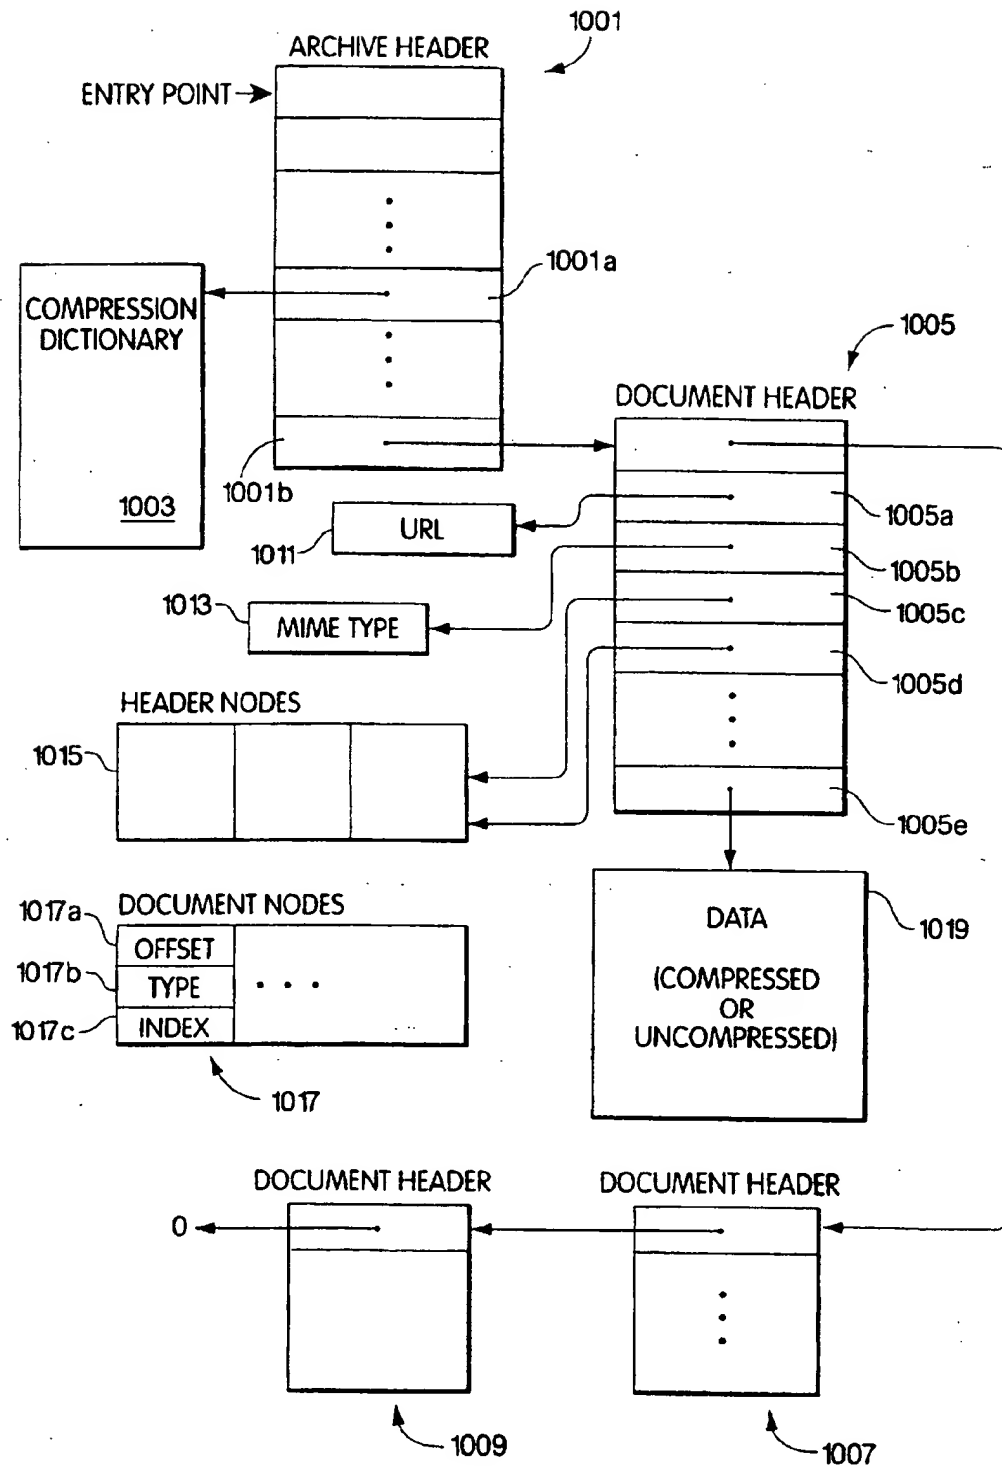 1001
ARCHIVE HEADER
ENTRY POINT
1001a
COMPRESSION
DICTIONARY
1003
1005
DOCUMENT HEADER
1001b
1005a
URL
1011
1005b
1013
MIME TYPE
1005c
1005d
HEADER NODES
1015
1005e
DOCUMENT NODES
1017a
OFFSET
1017b
TYPE
1017c
INDEX
1017
DATA
(COMPRESSED
OR
UNCOMPRESSED)
1019
DOCUMENT HEADER
DOCUMENT HEADER
0
1009
1007